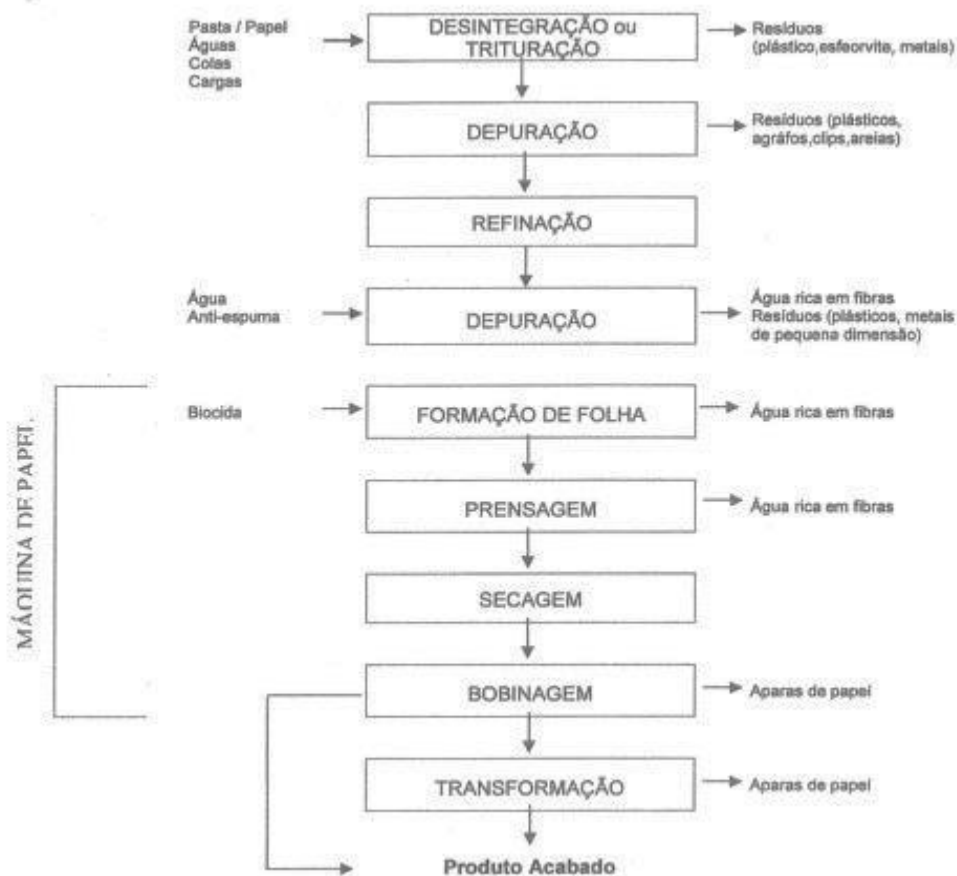 Pasta / Papel
Águas
Colas
Cargas
DESINTEGRAÇÃO ou
TRITURAÇÃO
Resíduos
(plástico,esfeorvite, metais)
DEPURAÇÃO
Resíduos (plásticos,
agráfos,clips,areias)
REFINAÇÃO
Água
Anti-espuma
DEPURAÇÃO
Água rica em fibras
Resíduos (plásticos, metais
de pequena dimensão)
MÁQUINA DE PAPEL
Biocida
FORMAÇÃO DE FOLHA
Água rica em fibras
PRENSAGEM
Água rica em fibras
SECAGEM
BOBINAGEM
Aparas de papel
TRANSFORMAÇÃO
Aparas de papel
Produto Acabado